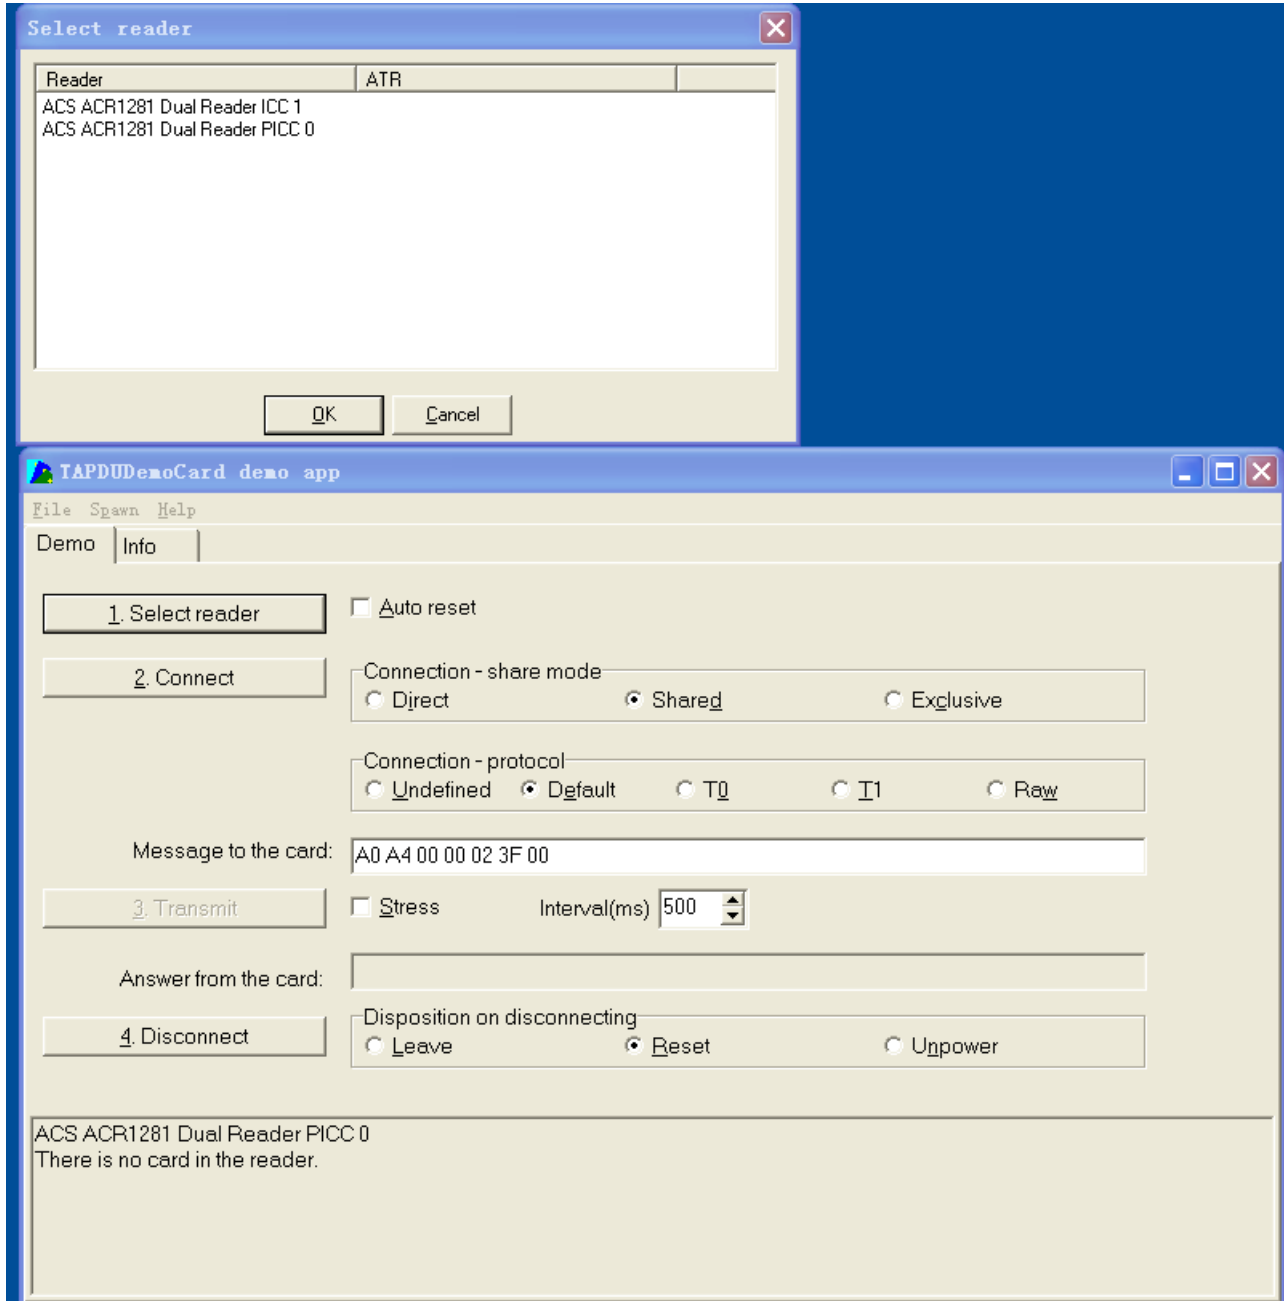 Select reader
Reader ATR
ACS ACR1281 Dual Reader ICC 1
ACS ACR1281 Dual Reader PICC 0
OK Cancel
TAPDUDemoCard demo app
File Spawn Help
Demo Info
1. Select reader Auto reset
2. Connect Connection - share mode
Direct Shared Exclusive
Connection - protocol
Undefined Default T0 T1 Raw
Message to the card: A0 A4 00 00 02 3F 00
3. Transmit Stress Interval(ms) 500
Answer from the card:
4. Disconnect Disposition on disconnecting
Leave Reset Unpower
ACS ACR1281 Dual Reader PICC 0
There is no card in the reader.